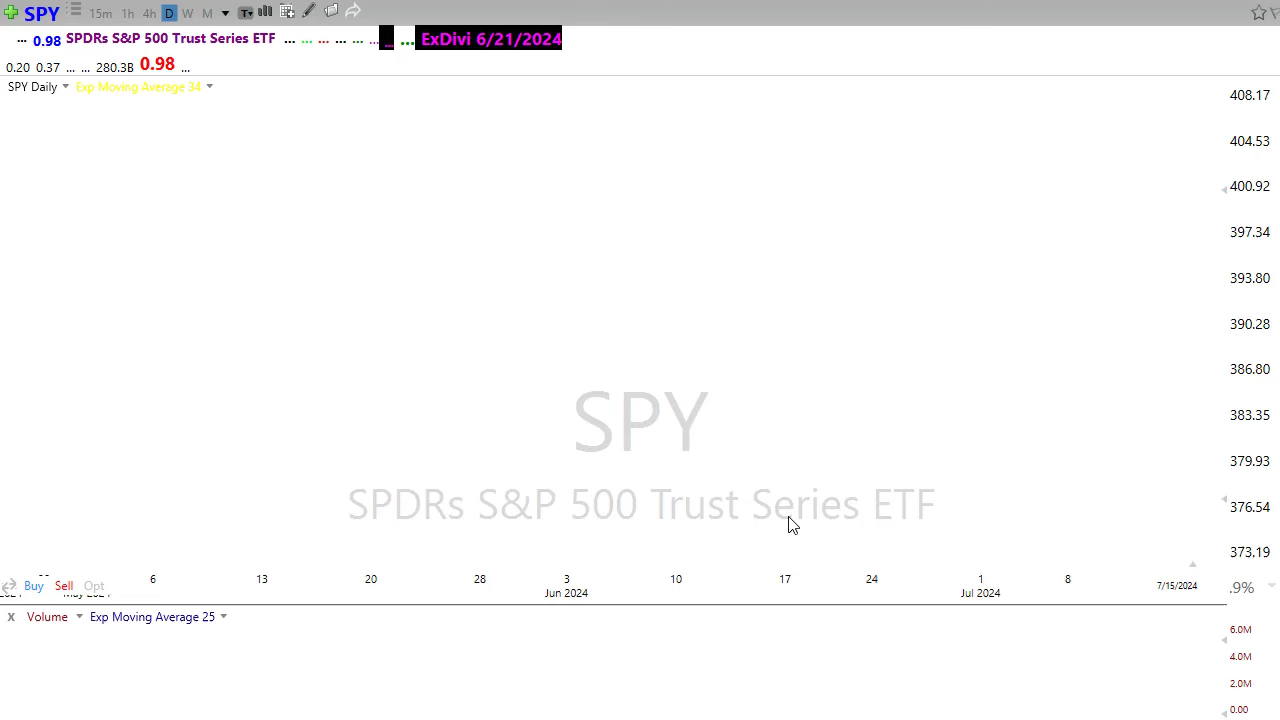 SPY 15m 1h 4h D W M T
... 0.98 SPDRs S&P 500 Trust Series ETF ... ... ... ... ... ... ... ... ExDivi 6/21/2024
0.20 0.37 ... ... 280.3B 0.98 ...
SPY Daily Exp Moving Average 34
408.17
404.53
400.92
397.34
393.80
390.28
386.80
383.35
379.93
376.54
373.19
SPY
SPDRs S&P 500 Trust Series ETF
6 13 20 28 3 10 17 24 1 8
Buy Sell Opt 7/15/2024 .9%
Jun 2024 Jul 2024
X Volume Exp Moving Average 25
6.0M
4.0M
2.0M
0.00